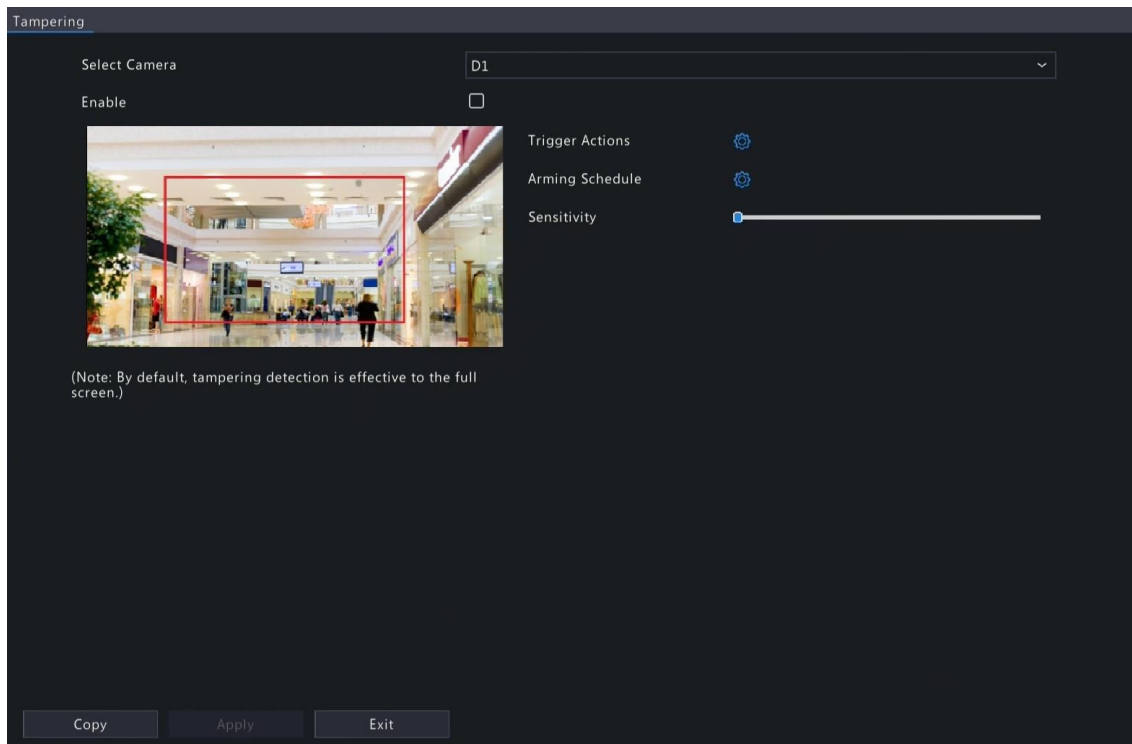 Tampering
Select Camera
D1
Enable
Trigger Actions
Arming Schedule
Sensitivity
(Note: By default, tampering detection is effective to the full
screen.)
Copy
Apply
Exit